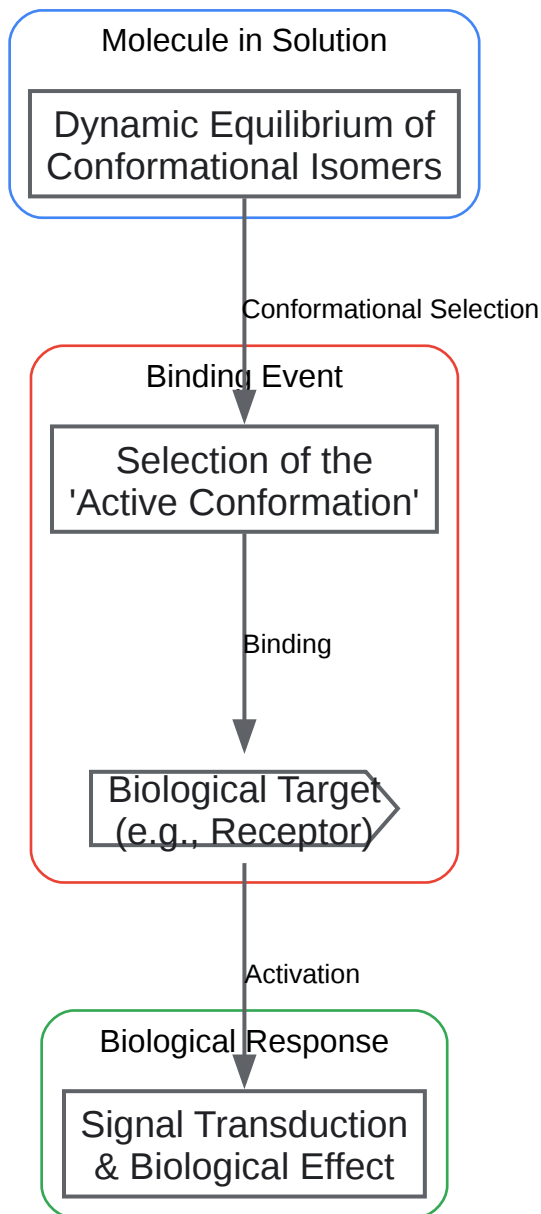 Molecule in Solution
Dynamic Equilibrium of
Conformational Isomers
Conformational Selection
Binding Event
Selection of the
'Active Conformation'
Binding
Biological Target
(e.g., Receptor)
Activation
Biological Response
Signal Transduction
& Biological Effect